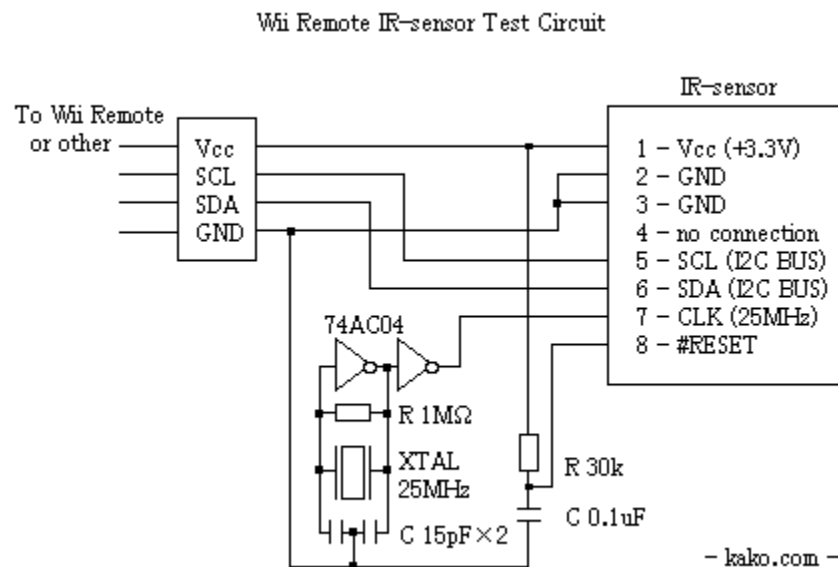 Wii Remote IR-sensor Test Circuit
IR-sensor
To Wii Remote
or other
Vcc
SCL
SDA
GND
1 - Vcc (+3.3V)
2 - GND
3 - GND
4 - no connection
5 - SCL (I2C BUS)
6 - SDA (I2C BUS)
7 - CLK (25MHz)
8 - #RESET
74AC04
R 1MΩ
XTAL
25MHz
C 15pF×2
R 30k
C 0.1uF
- kako.com -